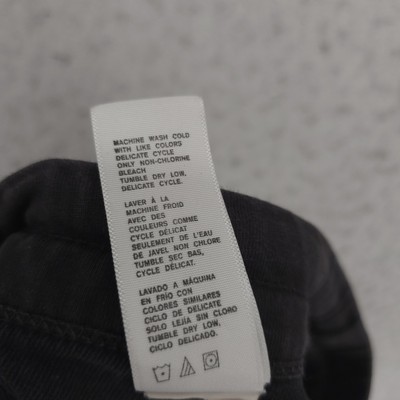 MACHINE WASH COLD
WITH LIKE COLORS
DELICATE CYCLE
ONLY NON-CHLORINE
BLEACH
TUMBLE DRY LOW,
DELICATE CYCLE.
LAVER À LA
MACHINE FROID
AVEC DES
COULEURS COMME
CYCLE DÉLICAT
SEULEMENT DE L'EAU
DE JAVEL NON CHLORE
TUMBLE SEC BAS,
CYCLE DÉLICAT.
LAVADO A MÁQUINA
EN FRÍO CON
COLORES SIMILARES
CICLO DE DELICATE
SOLO LEJÍA SIN CLORO
TUMBLE DRY LOW,
CICLO DELICADO.